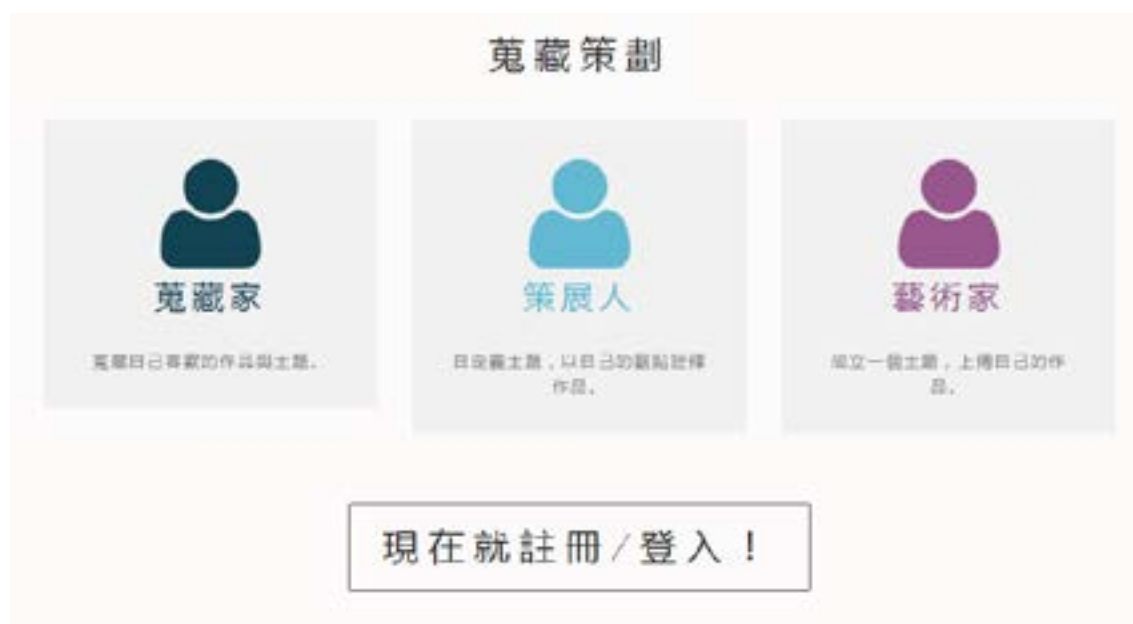 蒐藏策劃
蒐藏家
蒐藏自己喜歡的作品與主題。
策展人
自定義主題,以自己的觀點詮釋
作品。
藝術家
成立一個主題,上傳自己的作
品。
現在就註冊/登入!